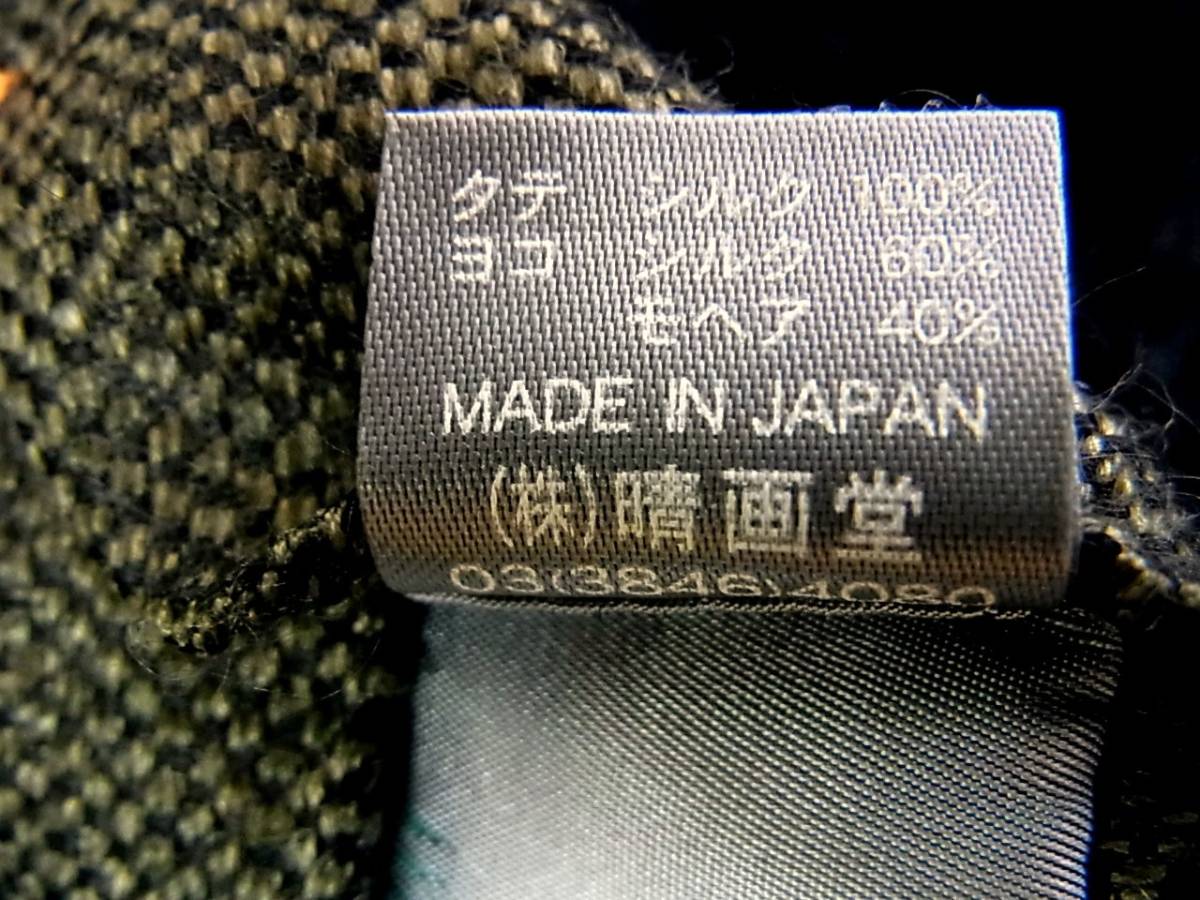 タテ シルク 100%
ヨコ シルク 60%
モヘア 40%
MADE IN JAPAN
(株)晴画堂
03(3846)4080